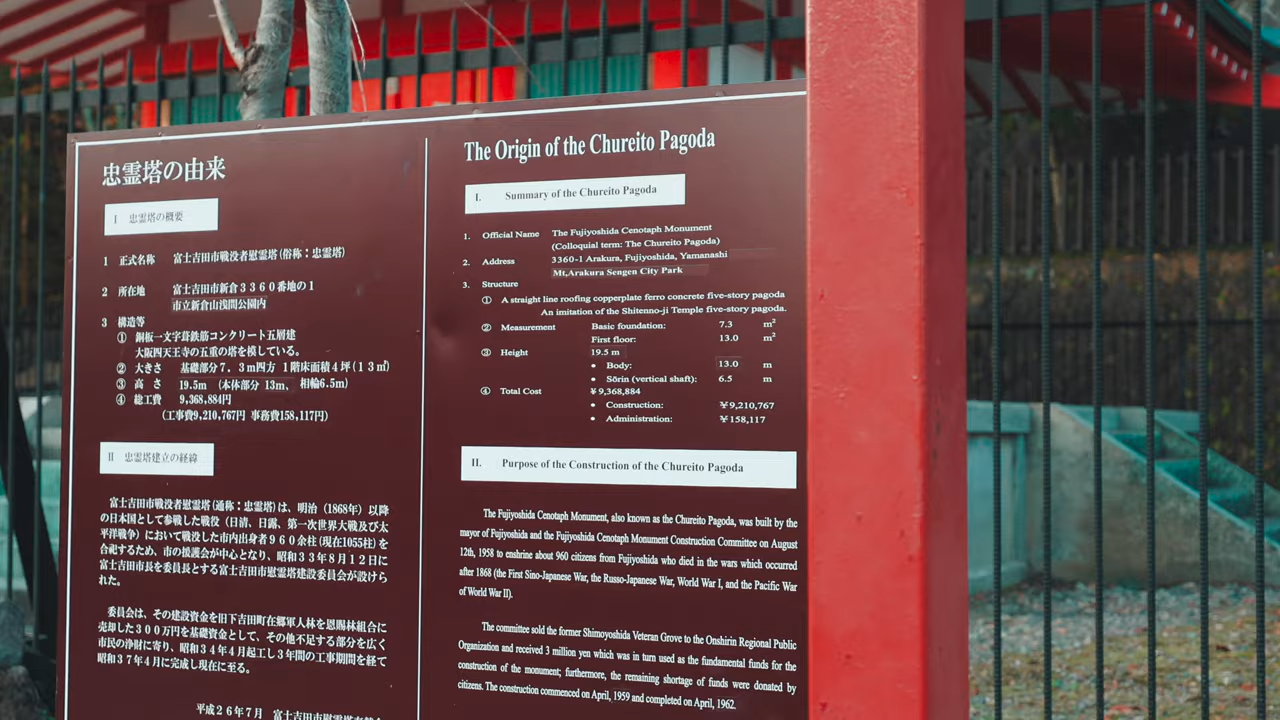 忠霊塔の由来
Ⅰ 忠霊塔の概要
1 正式名称 富士吉田市戦役者慰霊塔(俗称:忠霊塔)
2 所在地 富士吉田市新倉3360番地の1
市立新倉山浅間公園内
3 構造等
① 銅板一文字葺鉄筋コンクリート五層建
大阪四天王寺の五重の塔を模している。
② 大きさ 基礎部分7.3m四方 1階床面積4坪(13㎡)
③ 高さ 19.5m (本体部分 13m、 相輪6.5m)
④ 総工費 9,368,884円
(工事費9,210,767円 事務費158,117円)
Ⅱ 忠霊塔建立の経緯
富士吉田市戦没者慰霊塔(通称:忠霊塔)は、明治(1868年)以降
の日本国として参戦した戦役(日清、日露、第一次世界大戦及び太
平洋戦争)において戦没した市内出身者960余柱(現在1055柱)を
合祀するため、市の援護会が中心となり、昭和33年8月12日に
富士吉田市長を委員長とする富士吉田市慰霊塔建設委員会が設けら
れた。
委員会は、その建設資金を旧下吉田町在郷軍人林を恩賜林組合に
売却した300万円を基礎資金として、その他不足する部分を広く
市民の浄財に寄り、昭和34年4月起工し3年間の工事期間を経て
昭和37年4月に完成し現在に至る。
平成26年7月 富士吉田市慰霊塔
The Origin of the Chureito Pagoda
I. Summary of the Chureito Pagoda
1. Official Name The Fujiyoshida Cenotaph Monument
(Colloquial term: The Chureito Pagoda)
2. Address 3360-1 Arakura, Fujiyoshida, Yamanashi
Mt,Arakura Sengen City Park
3. Structure
① A straight line roofing copperplate ferro concrete five-story pagoda
An imitation of the Shitenno-ji Temple five-story pagoda.
② Measurement Basic foundation: 7.3 m²
First floor: 13.0 m²
③ Height 19.5 m
• Body: 13.0 m
• Sōrin (vertical shaft): 6.5 m
④ Total Cost ¥9,368,884
• Construction: ¥9,210,767
• Administration: ¥158,117
II. Purpose of the Construction of the Chureito Pagoda
The Fujiyoshida Cenotaph Monument, also known as the Chureito Pagoda, was built by the
mayor of Fujiyoshida and the Fujiyoshida Cenotaph Monument Construction Committee on August
12th, 1958 to enshrine about 960 citizens from Fujiyoshida who died in the wars which occurred
after 1868 (the First Sino-Japanese War, the Russo-Japanese War, World War I, and the Pacific War
of World War II).
The committee sold the former Shimoyoshida Veteran Grove to the Onshirin Regional Public
Organization and received 3 million yen which was in turn used as the fundamental funds for the
construction of the monument; furthermore, the remaining shortage of funds were donated by
citizens. The construction commenced on April, 1959 and completed on April, 1962.